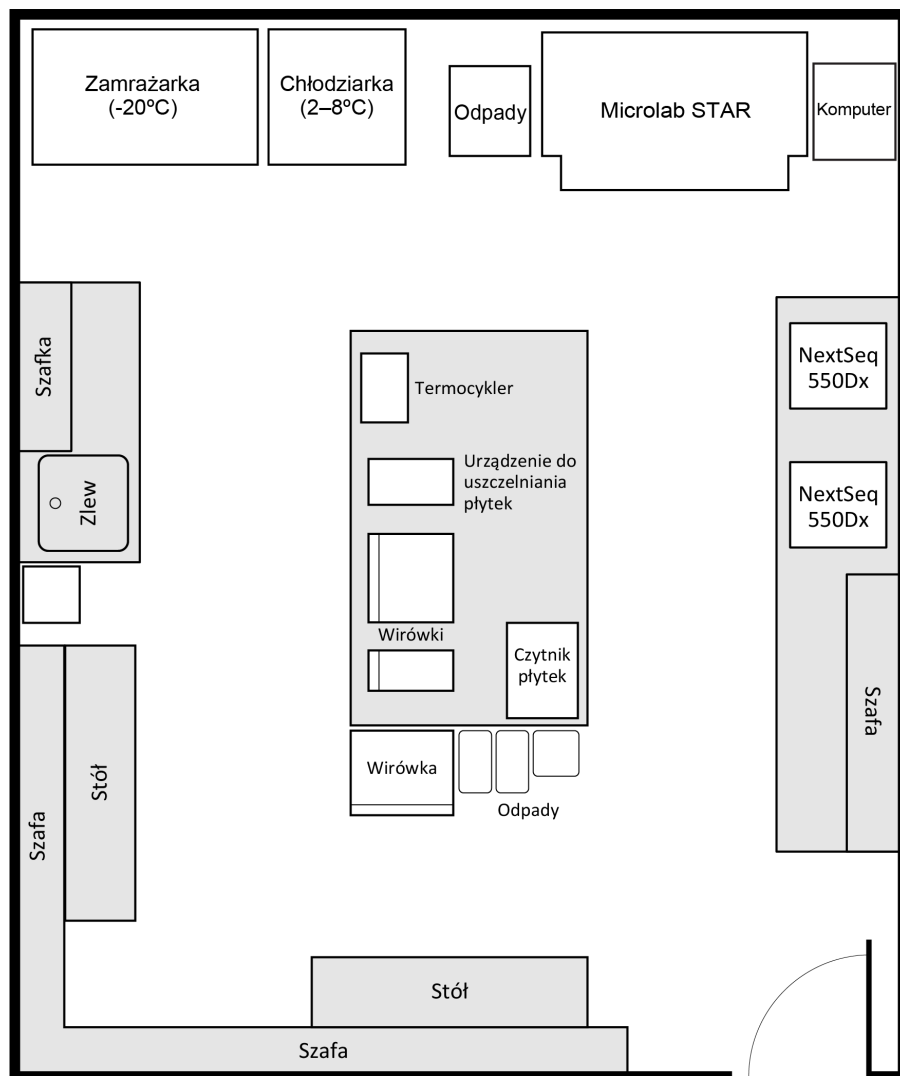 Zamrażarka
(-20ºC)
Chłodziarka
(2–8ºC)
Odpady
Microlab STAR
Komputer
Szafka
Zlew
Termocykler
Urządzenie do
uszczelniania
płytek
NextSeq
550Dx
NextSeq
550Dx
Wirówki
Czytnik
płytek
Wirówka
Odpady
Szafa
Stół
Szafa
Stół
Szafa